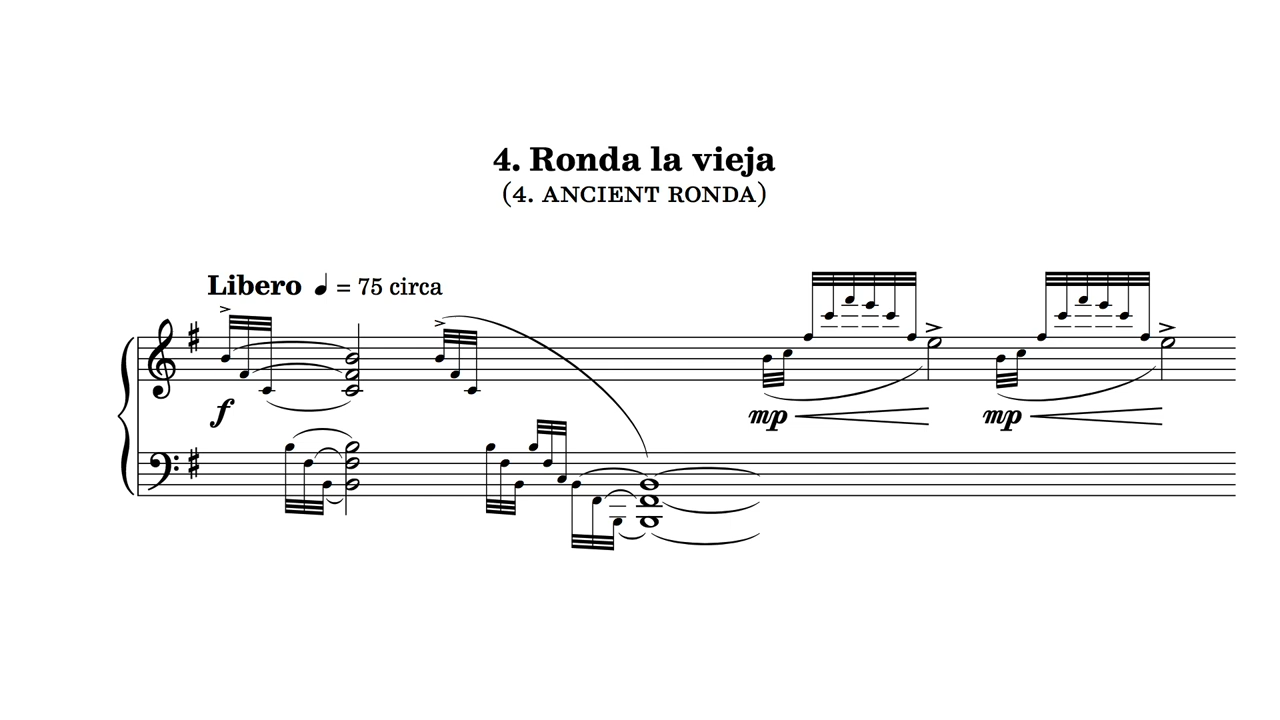 4. Ronda la vieja
(4. ANCIENT RONDA)
Libero ♩ = 75 circa
f
mp
mp